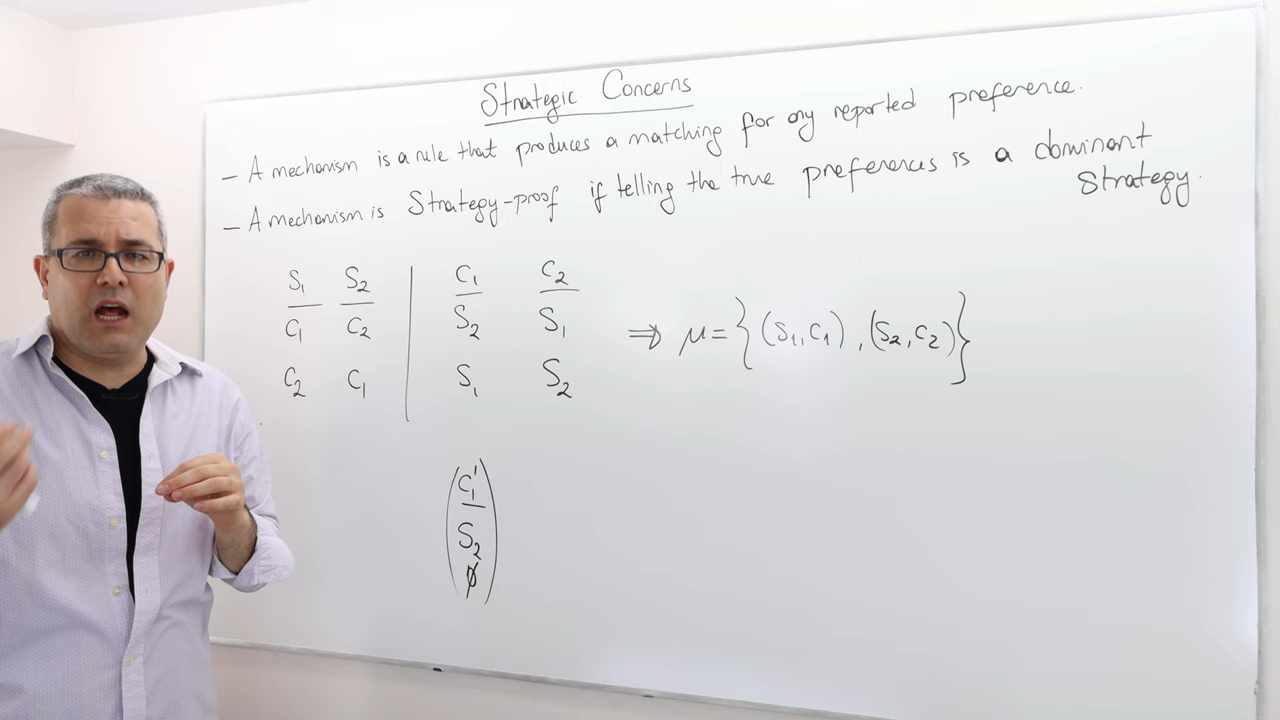 Strategic Concerns
- A mechanism is a rule that produces a matching for any reported preference.
- A mechanism is Strategy-proof if telling the true preferences is a dominant
Strategy.
S₁ S₂ | C₁ C₂
C₁ C₂ | S₂ S₁ ⇒ μ = {(S₁, C₁), (S₂, C₂)}
C₂ C₁ | S₁ S₂
C₁'
S₂
∅